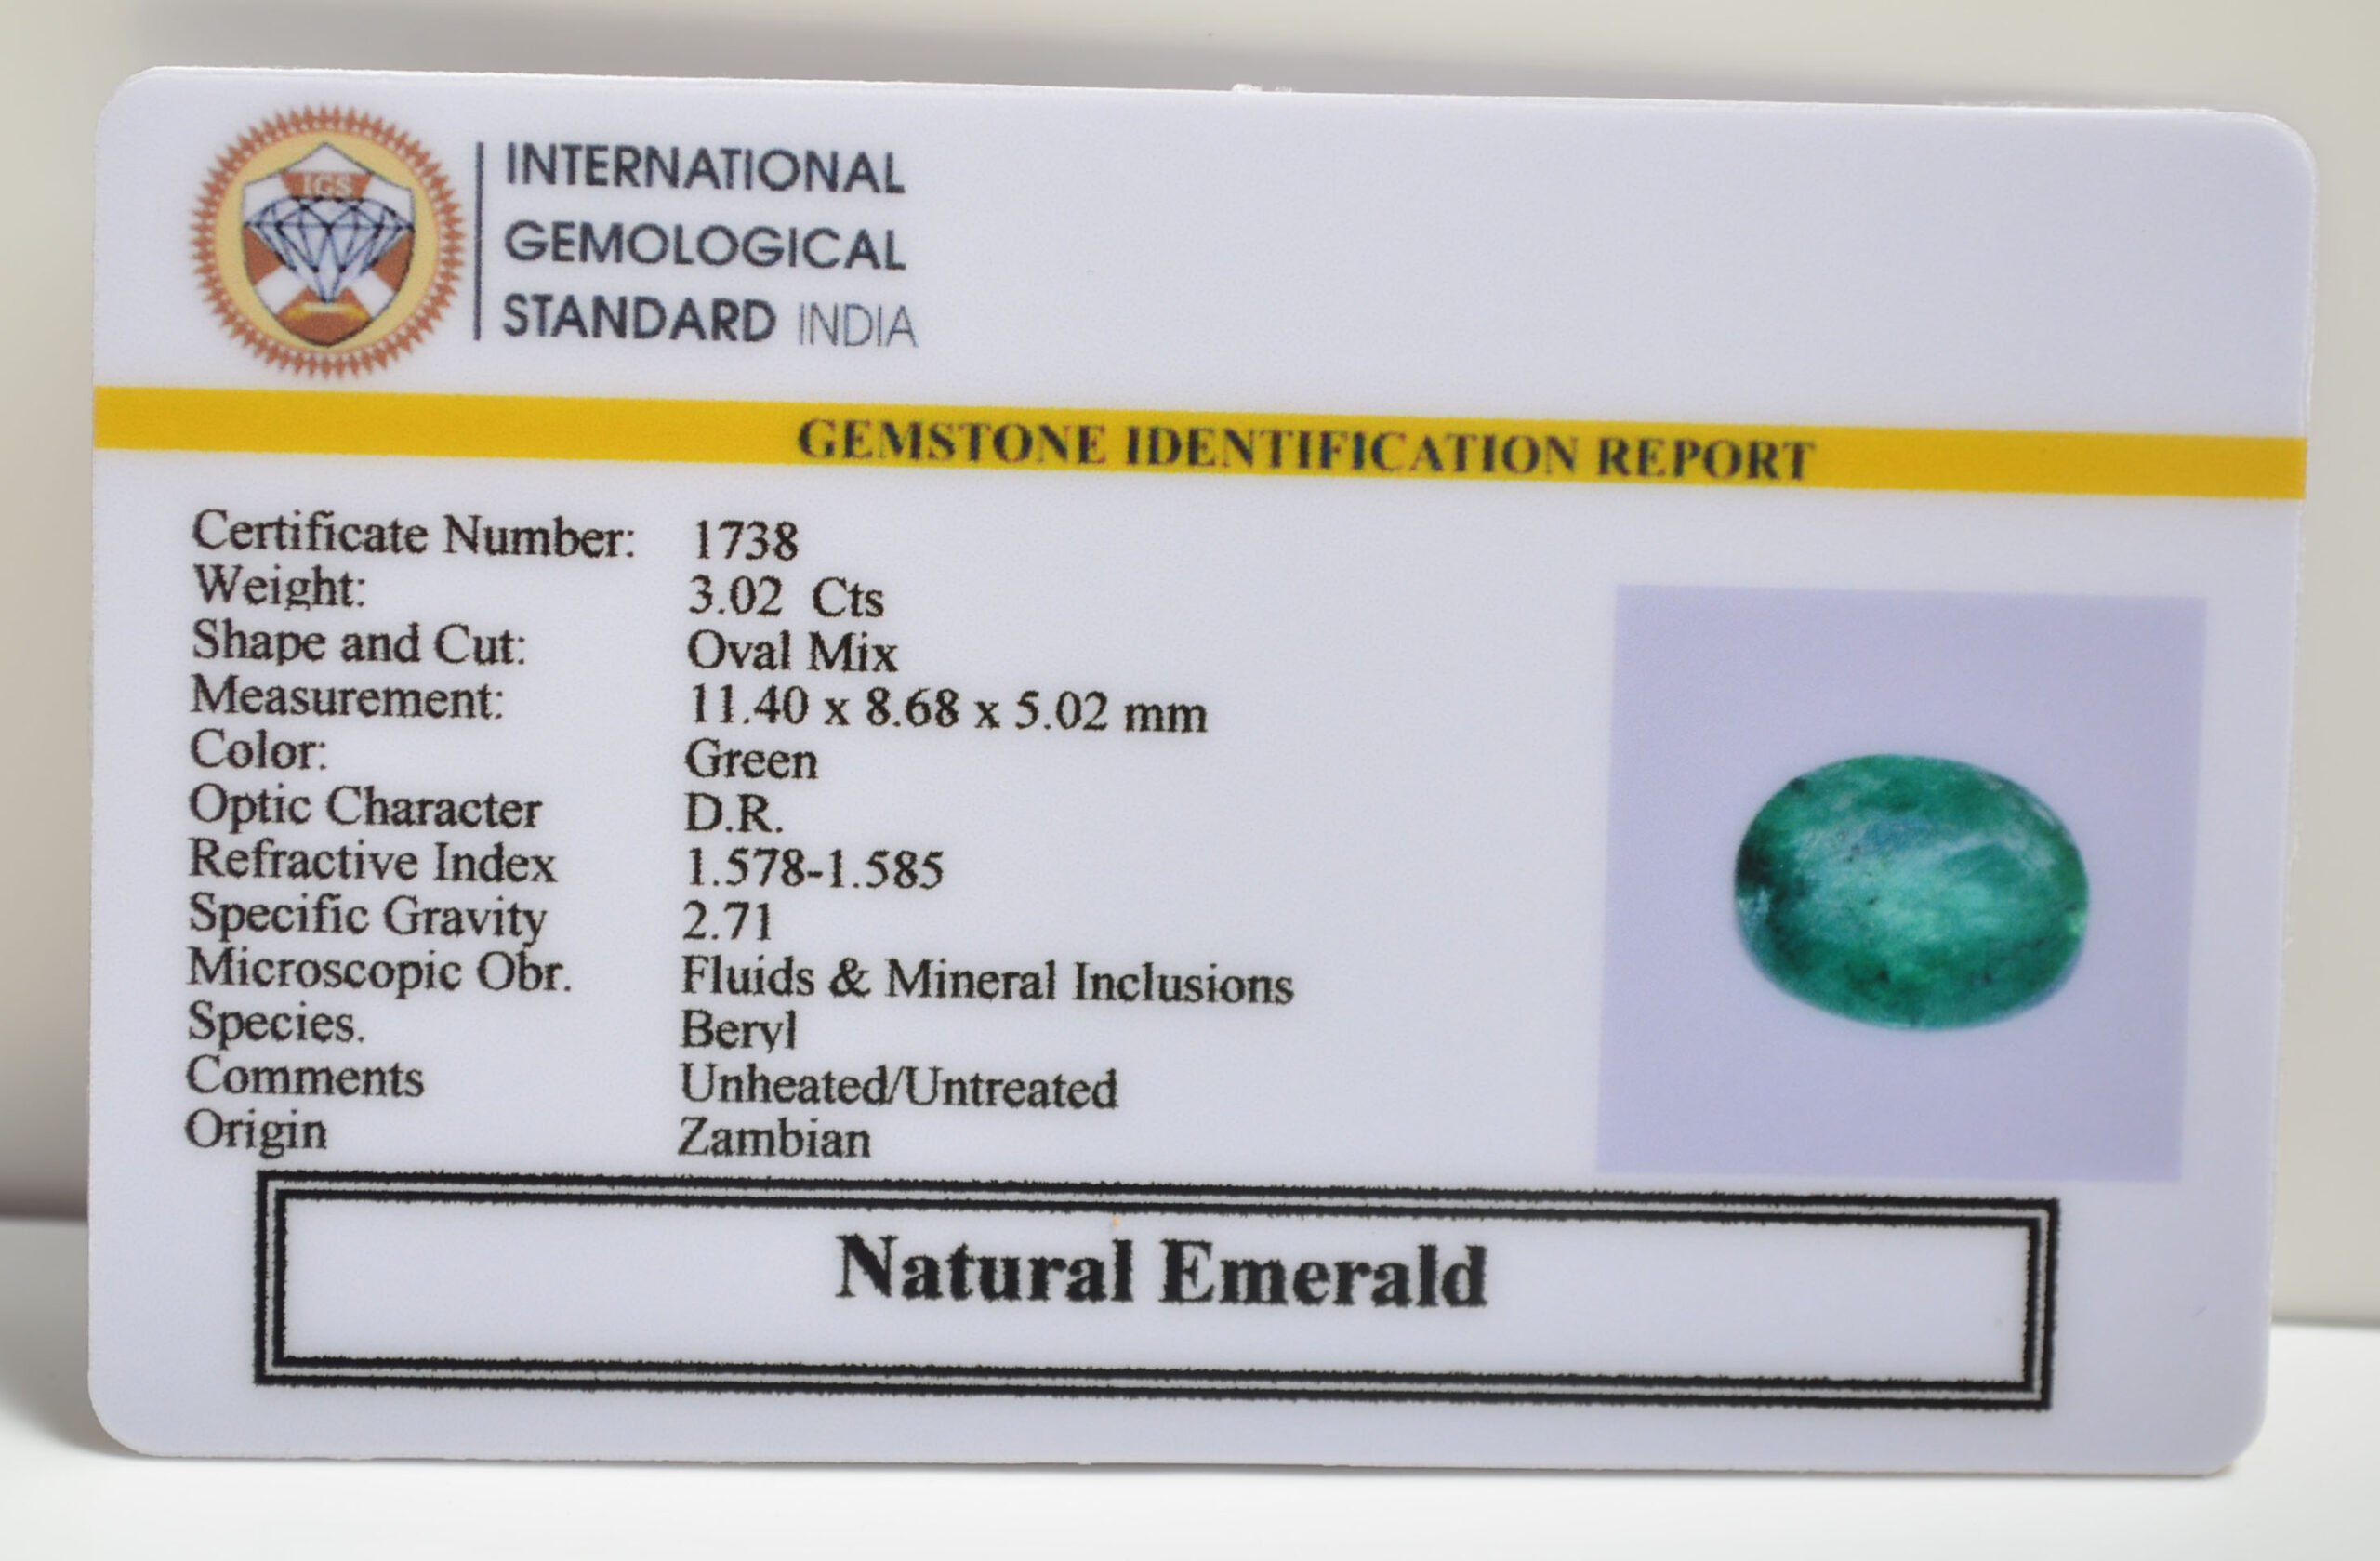 IGS
INTERNATIONAL
GEMOLOGICAL
STANDARD INDIA
GEMSTONE IDENTIFICATION REPORT
Certificate Number: 1738
Weight: 3.02 Cts
Shape and Cut: Oval Mix
Measurement: 11.40 x 8.68 x 5.02 mm
Color: Green
Optic Character D.R.
Refractive Index 1.578-1.585
Specific Gravity 2.71
Microscopic Obr. Fluids & Mineral Inclusions
Species. Beryl
Comments Unheated/Untreated
Origin Zambian
Natural Emerald